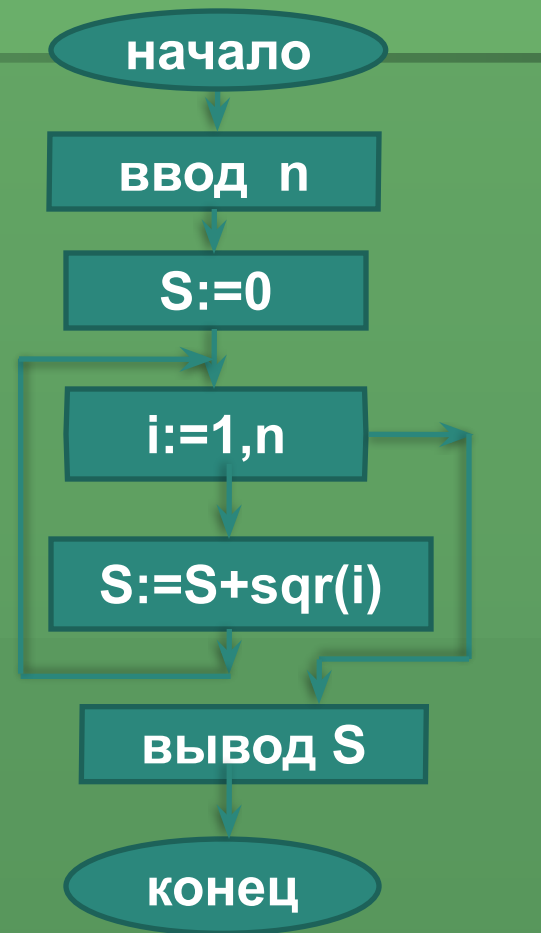 начало
ввод n
S:=0
i:=1,n
S:=S+sqr(i)
вывод S
конец